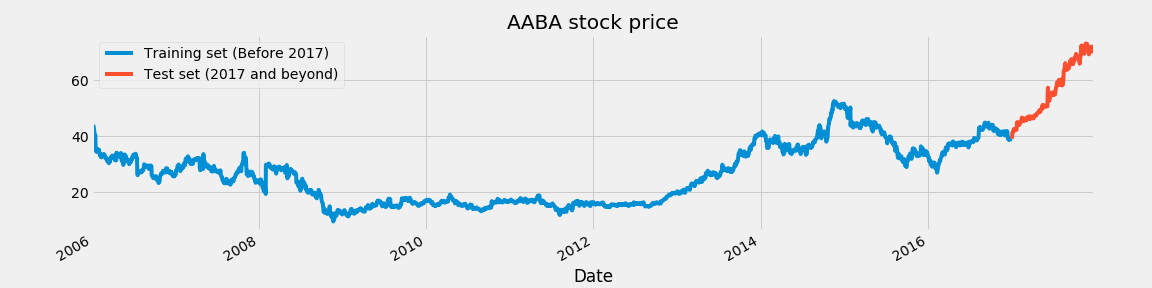 AABA stock price
Training set (Before 2017)
Test set (2017 and beyond)
60
40
20
2006
2008
2010
2012
2014
2016
Date